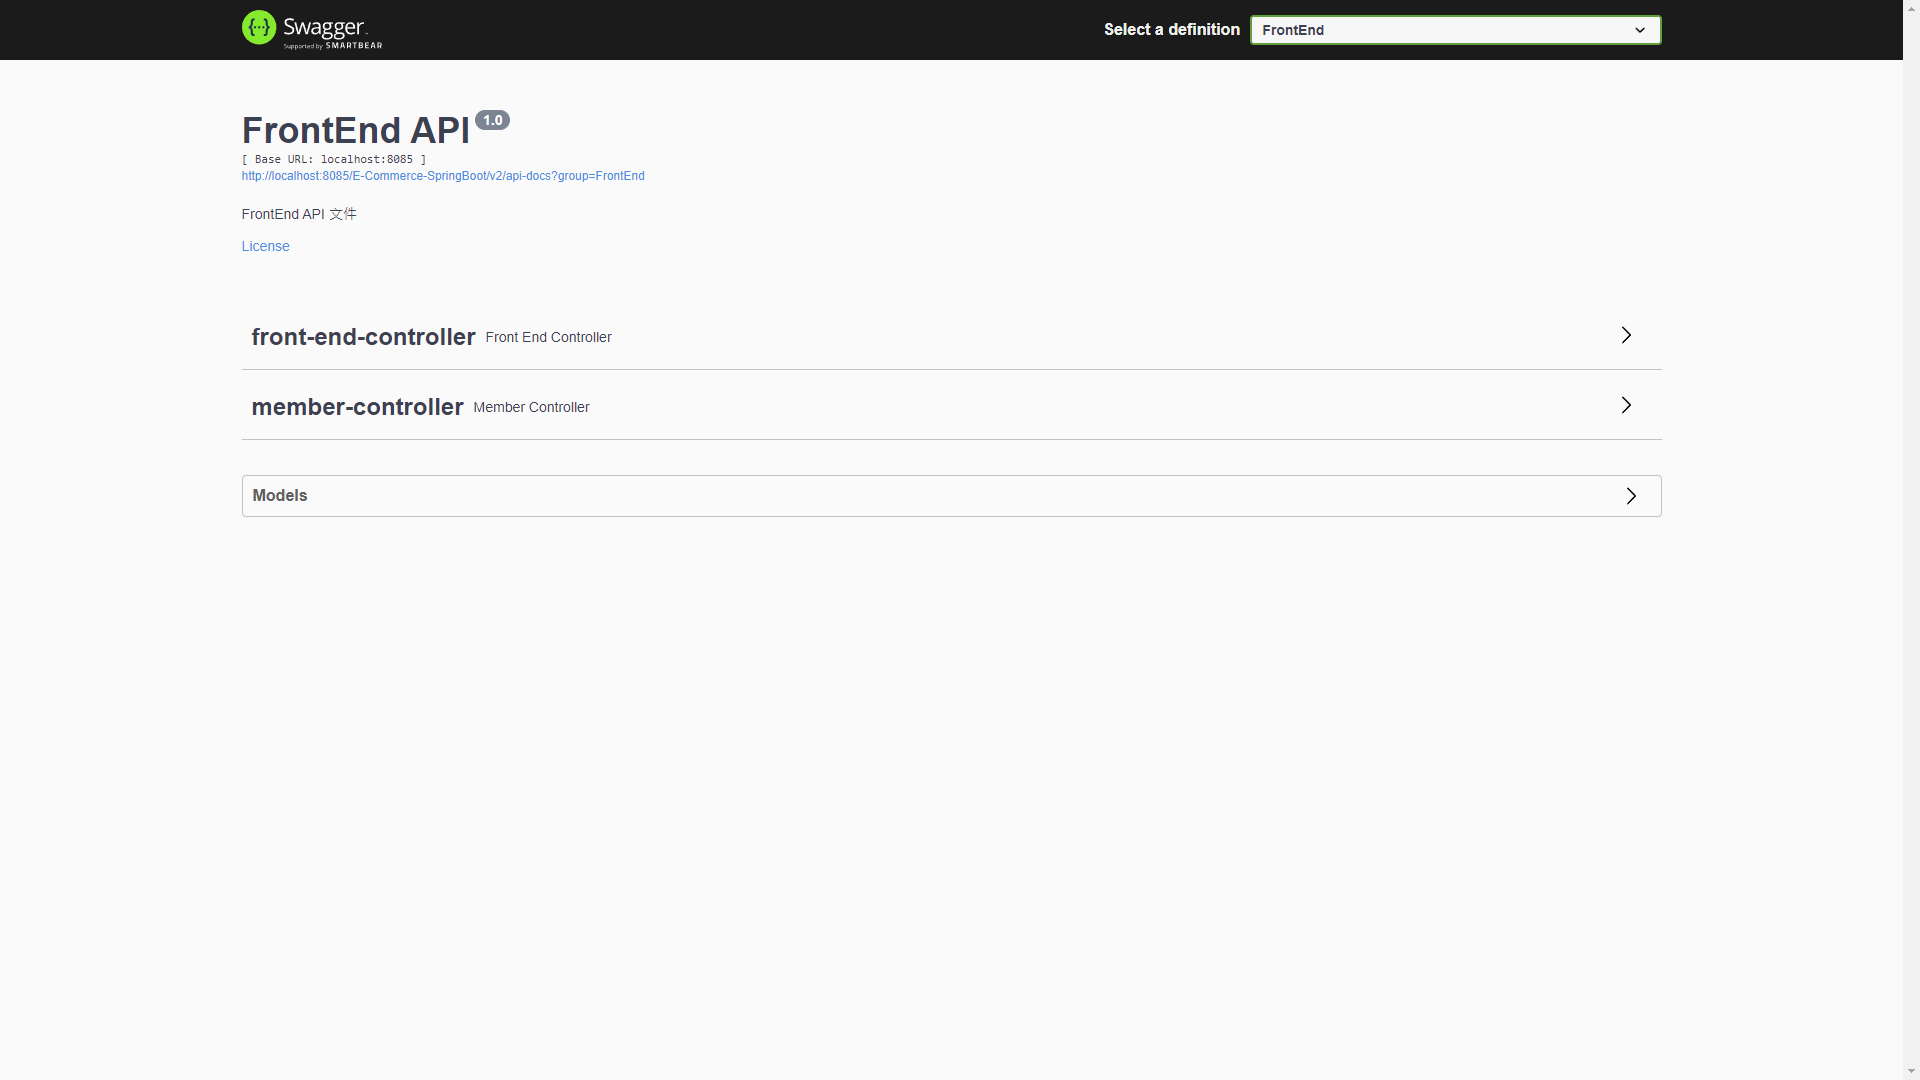 Swagger.
Supported by SMARTBEAR
Select a definition
FrontEnd
FrontEnd API 1.0
[ Base URL: localhost:8085 ]
http://localhost:8085/E-Commerce-SpringBoot/v2/api-docs?group=FrontEnd
FrontEnd API 文件
License
front-end-controller Front End Controller
member-controller Member Controller
Models